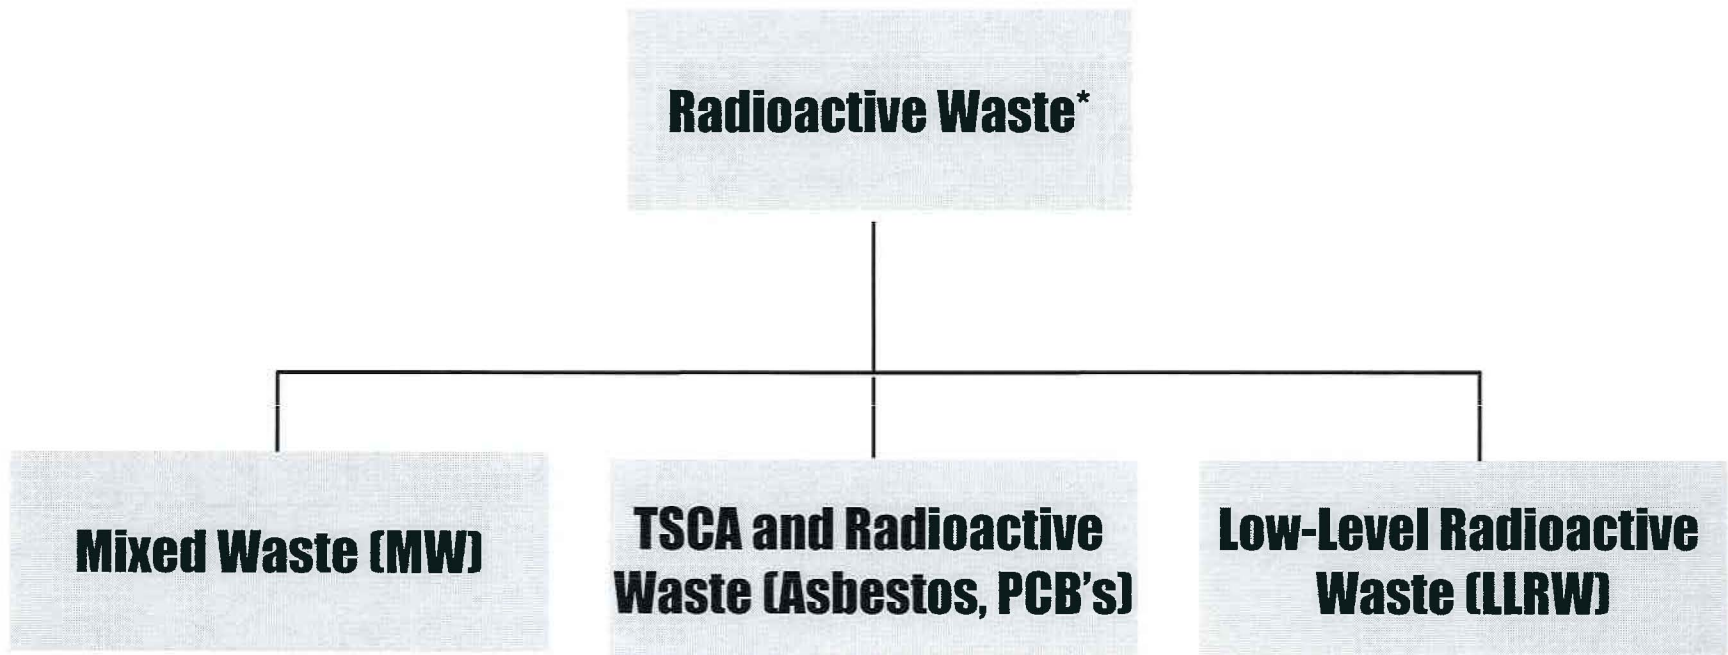 Radioactive Waste*
Mixed Waste (MW)
TSCA and Radioactive
Waste (Asbestos, PCB's)
Low-Level Radioactive
Waste (LLRW)